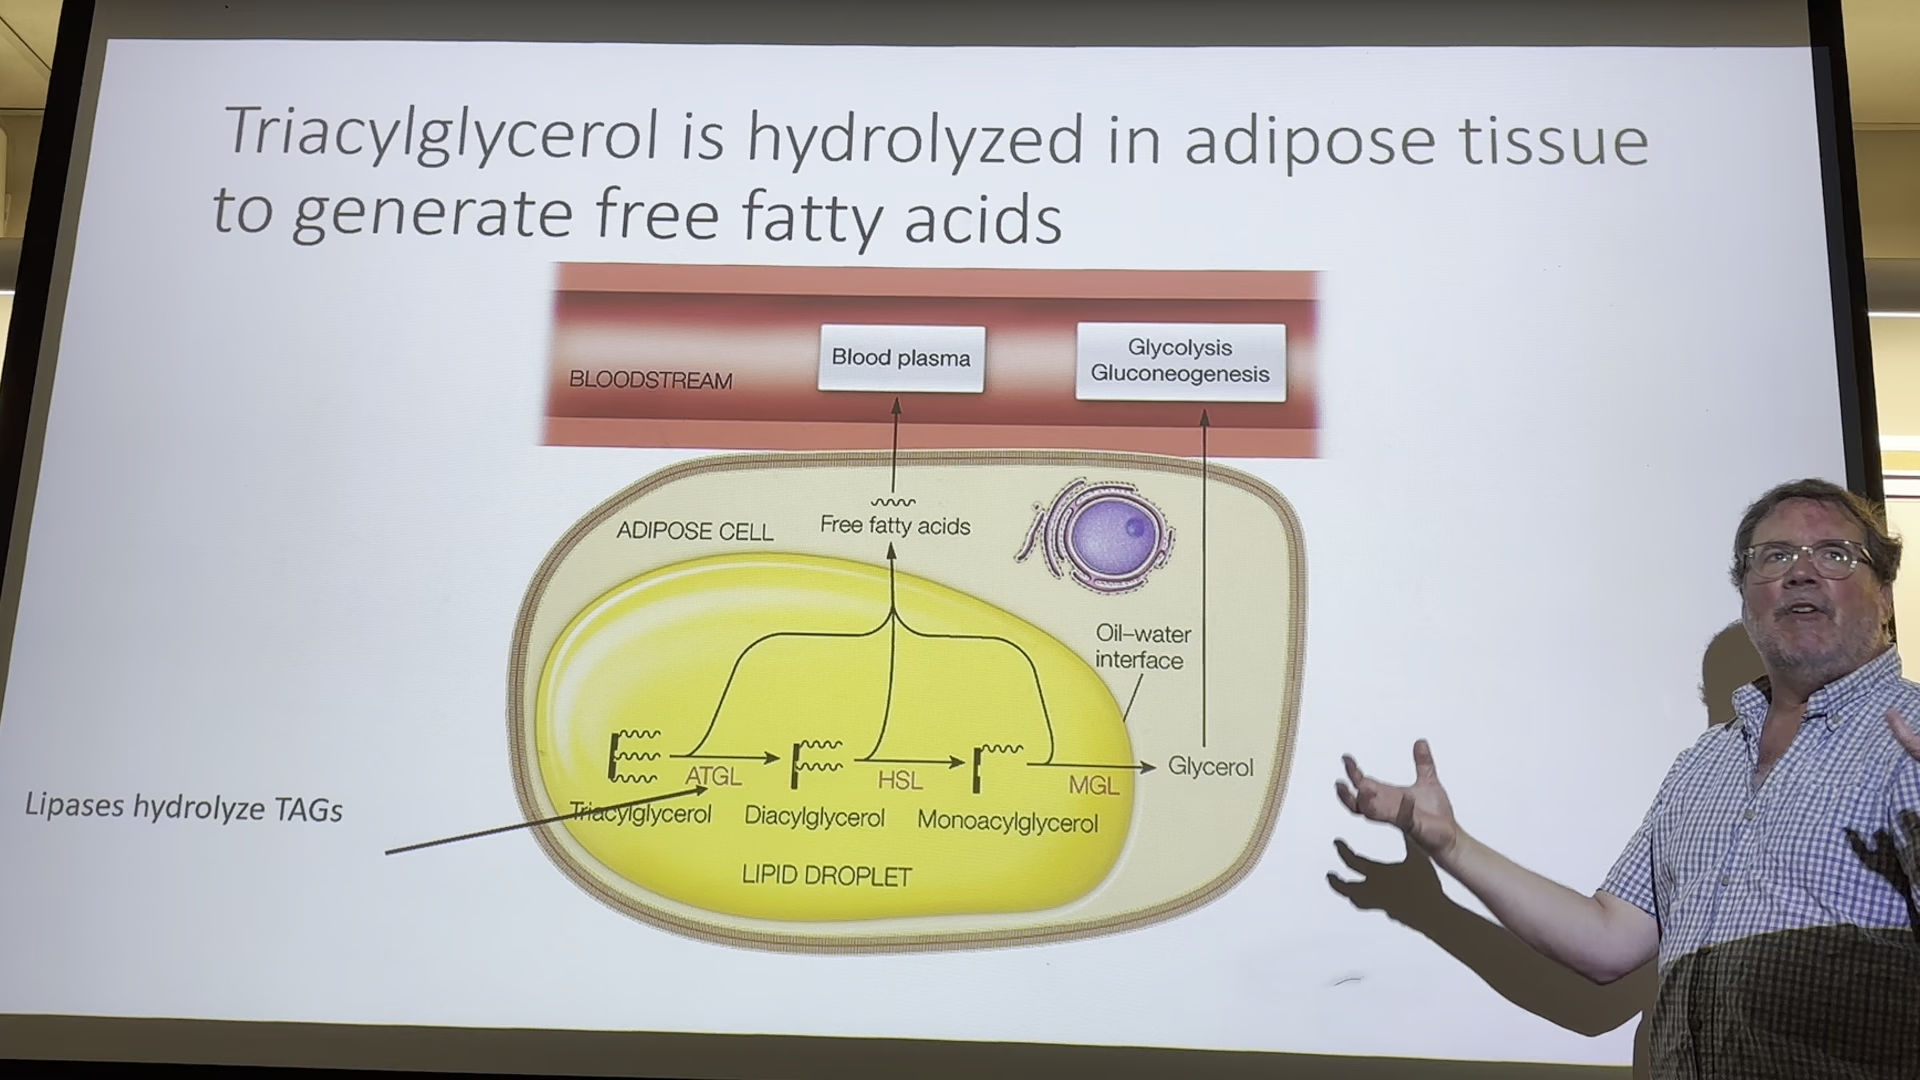 Triacylglycerol is hydrolyzed in adipose tissue
to generate free fatty acids
BLOODSTREAM
Blood plasma
Glycolysis
Gluconeogenesis
ADIPOSE CELL
Free fatty acids
Oil–water
interface
ATGL
HSL
MGL
Glycerol
Triacylglycerol
Diacylglycerol
Monoacylglycerol
LIPID DROPLET
Lipases hydrolyze TAGs